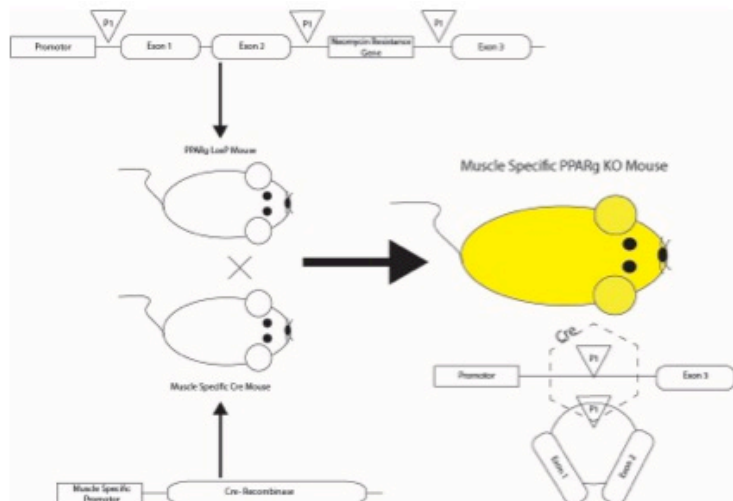 P1 P1 P1
Promotor Exon 1 Exon 2 Neomycin Resistance Exon 3
Gene
PPARg LoxP Mouse
Muscle Specific PPARg KO Mouse
Cre
P1
Promotor Exon 3
P1
Exon 1 Exon 2
Muscle Specific Cre Mouse
Muscle Specific Cre- Recombinase
Promotor